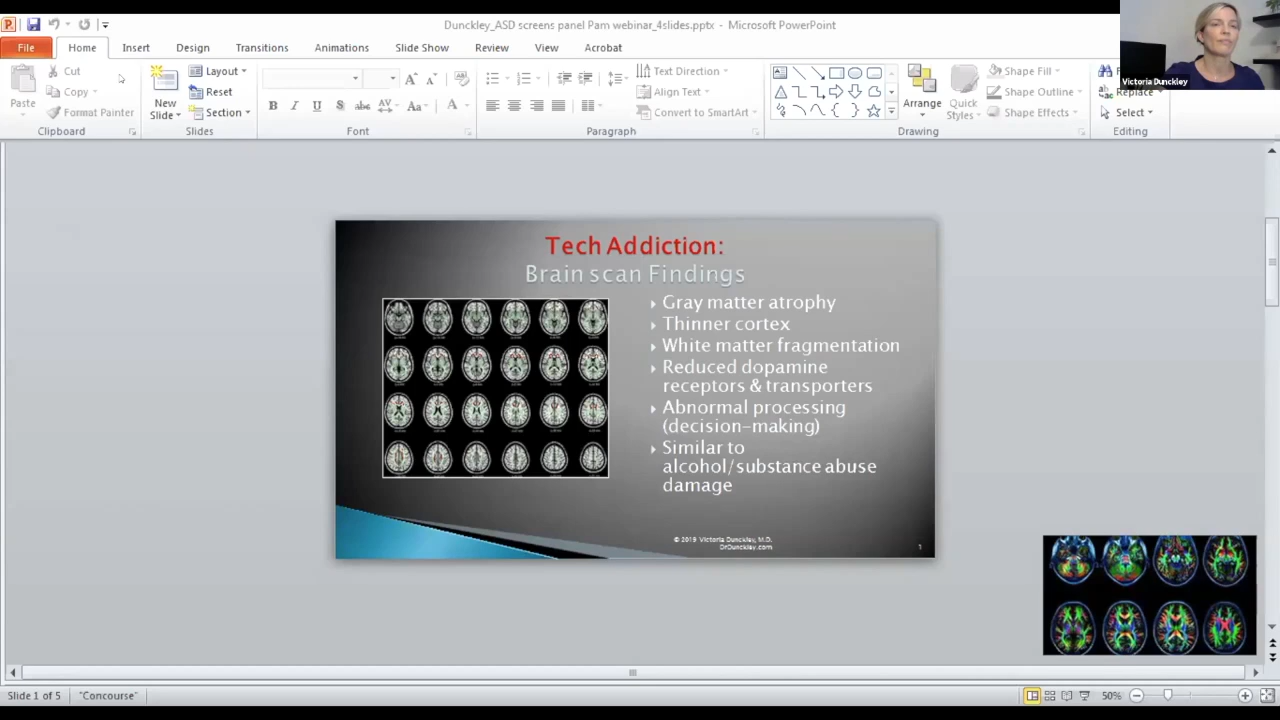 Dunckley_ASD screens panel Pam webinar_4slides.pptx - Microsoft PowerPoint
File Home Insert Design Transitions Animations Slide Show Review View Acrobat
Victoria Dunckley
Paste
Cut
Copy
Format Painter
Clipboard
New
Slide
Layout
Reset
Section
Slides
B I U S abc AV Aa A
Font
Text Direction
Align Text
Convert to SmartArt
Paragraph
Arrange
Quick
Styles
Shape Fill
Shape Outline
Shape Effects
Drawing
Replace
Select
Editing
Tech Addiction:
Brain scan Findings
Gray matter atrophy
Thinner cortex
White matter fragmentation
Reduced dopamine
receptors & transporters
Abnormal processing
(decision-making)
Similar to
alcohol/substance abuse
damage
© 2019 Victoria Dunckley, M.D.
DrDunckley.com
1
Slide 1 of 5 "Concourse" 50%